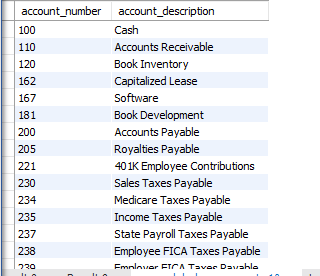 account_number account_description
100 Cash
110 Accounts Receivable
120 Book Inventory
162 Capitalized Lease
167 Software
181 Book Development
200 Accounts Payable
205 Royalties Payable
221 401K Employee Contributions
230 Sales Taxes Payable
234 Medicare Taxes Payable
235 Income Taxes Payable
237 State Payroll Taxes Payable
238 Employee FICA Taxes Payable
239 Employer FICA Taxes Payable